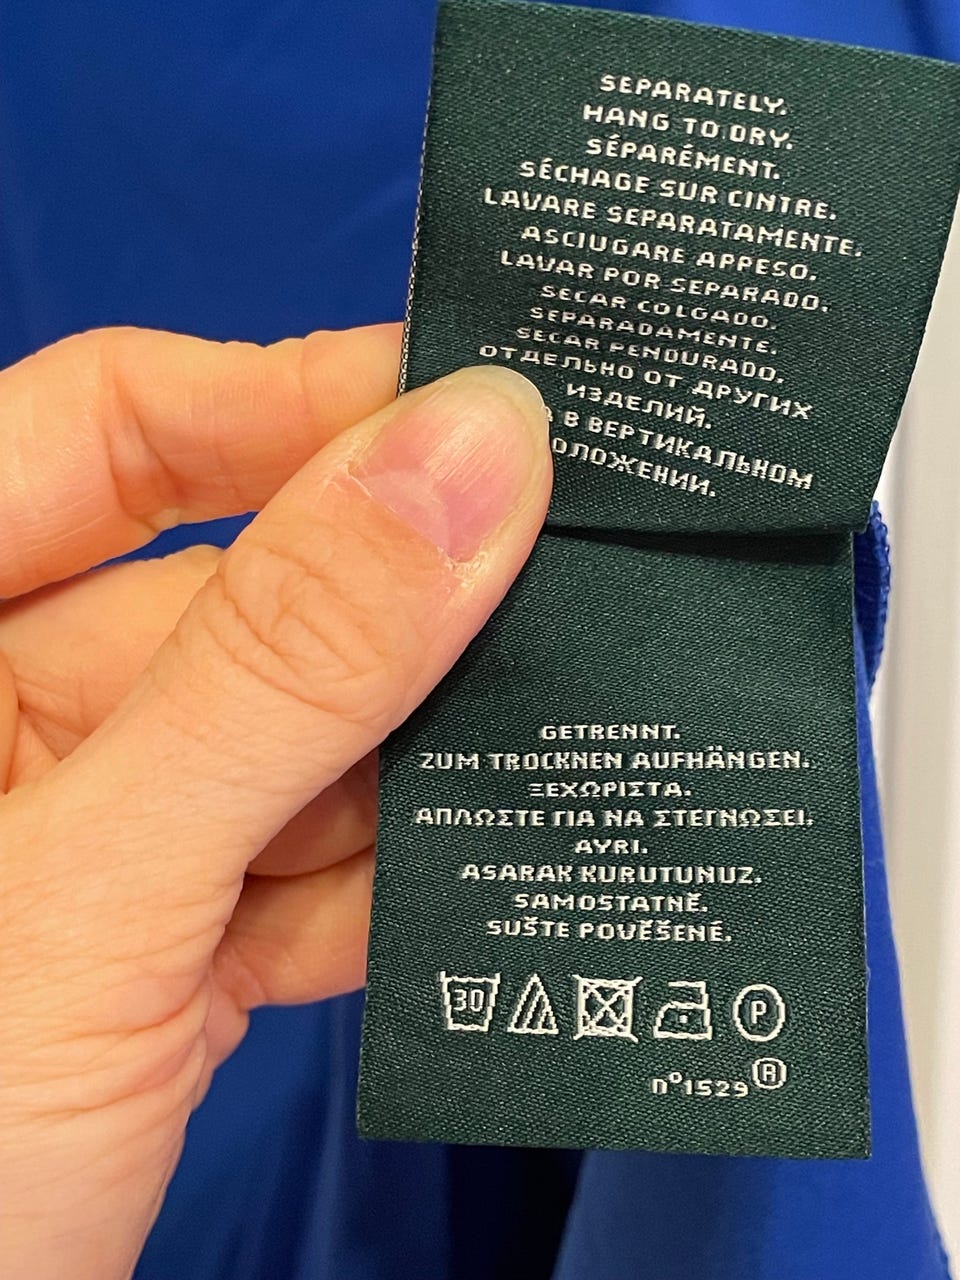 SEPARATELY.
HANG TO DRY.
SÉPARÉMENT.
SÉCHAGE SUR CINTRE.
LAVARE SEPARATAMENTE.
ASCIUGARE APPESO.
LAVAR POR SEPARADO.
SECAR COLGADO.
SEPARADAMENTE.
SECAR PENDURADO.
ОТДЕЛЬНО ОТ ДРУГИХ
ИЗДЕЛИЙ.
В ВЕРТИКАЛЬНОМ
ОЛОЖЕНИИ.
GETRENNT.
ZUM TROCKNEN AUFHÄNGEN.
ΞΕΧΩΡΙΣΤΑ.
ΑΠΛΩΣΤΕ ΓΙΑ ΝΑ ΣΤΕΓΝΩΣΕΙ.
AYRI.
ASARAK KURUTUNUZ.
SAMOSTATNĚ.
SUŠTE POVĚŠENÉ.
30 P
nº1529®